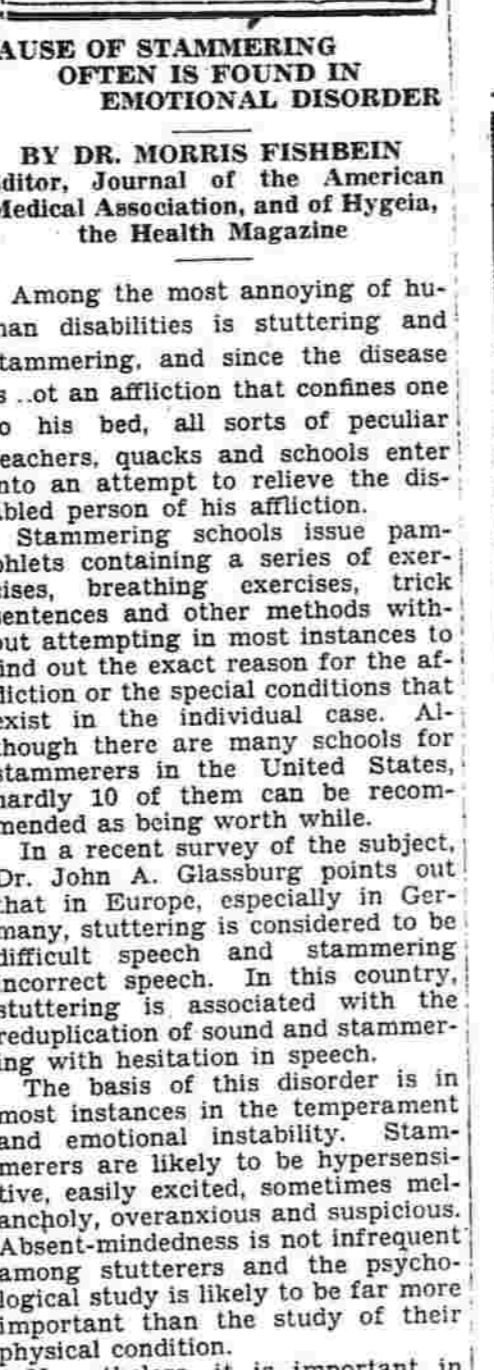 AUSE OF STAMMERING
OFTEN IS FOUND IN
EMOTIONAL DISORDER
BY DR. MORRIS FISHBEIN
ditor, Journal of the American
Medical Association, and of Hygeia,
the Health Magazine
Among the most annoying of hu-
man disabilities is stuttering and
tammering, and since the disease
s ..ot an affliction that confines one
o his bed, all sorts of peculiar
eachers, quacks and schools enter
nto an attempt to relieve the dis-
bled person of his affliction.
Stammering schools issue pam-
phlets containing a series of exer-
cises, breathing exercises, trick
sentences and other methods with-
out attempting in most instances to
find out the exact reason for the af-
fliction or the special conditions that
exist in the individual case. Al-
though there are many schools for
stammerers in the United States,
hardly 10 of them can be recom-
mended as being worth while.
In a recent survey of the subject,
Dr. John A. Glassburg points out
that in Europe, especially in Ger-
many, stuttering is considered to be
difficult speech and stammering
incorrect speech. In this country,
stuttering is associated with the
reduplication of sound and stammer-
ing with hesitation in speech.
The basis of this disorder is in
most instances in the temperament
and emotional instability. Stam-
merers are likely to be hypersensi-
tive, easily excited, sometimes mel-
ancholy, overanxious and suspicious.
Absent-mindedness is not infrequent
among stutterers and the psycho-
logical study is likely to be far more
important than the study of their
physical condition.
it is important in